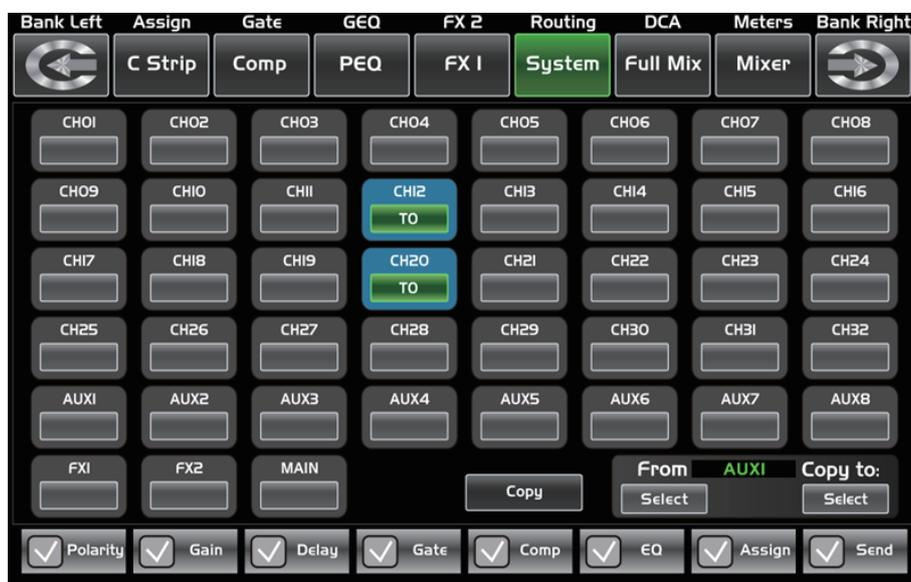 Bank Left Assign Gate GEQ FX 2 Routing DCA Meters Bank Right
C Strip Comp PEQ FX 1 System Full Mix Mixer
CH01 CH02 CH03 CH04 CH05 CH06 CH07 CH08
CH09 CH10 CH11 CH12 CH13 CH14 CH15 CH16
TO
CH17 CH18 CH19 CH20 CH21 CH22 CH23 CH24
TO
CH25 CH26 CH27 CH28 CH29 CH30 CH31 CH32
AUX1 AUX2 AUX3 AUX4 AUX5 AUX6 AUX7 AUX8
FX1 FX2 MAIN From AUX1 Copy to:
Copy Select Select
Polarity Gain Delay Gate Comp EQ Assign Send